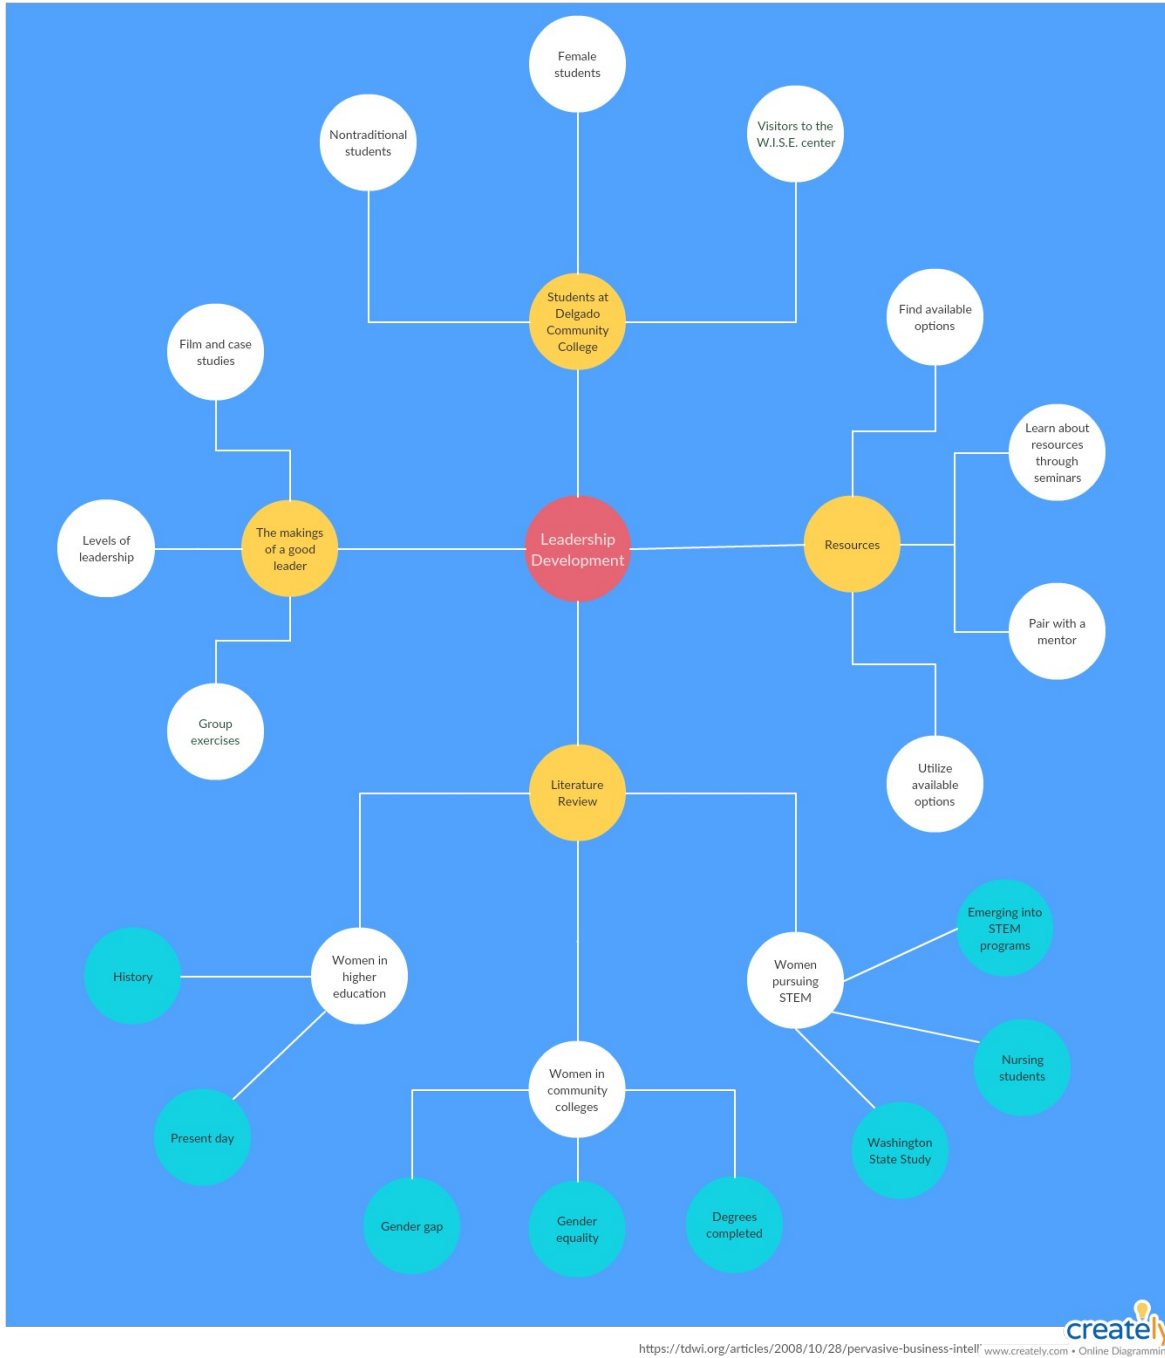 Female
students
Nontraditional
students
Visitors to the
W.I.S.E. center
Students at
Delgado
Community
College
Find available
options
Film and case
studies
Learn about
resources
through
seminars
Levels of
leadership
The makings
of a good
leader
Leadership
Development
Resources
Pair with a
mentor
Group
exercises
Literature
Review
Utilize
available
options
Emerging into
STEM
programs
History
Women in
higher
education
Women
pursuing
STEM
Nursing
students
Women in
community
colleges
Present day
Washington
State Study
Gender gap
Gender
equality
Degrees
completed
creately
https://tdwi.org/articles/2008/10/28/pervasive-business-intell
www.creately.com • Online Diagrammin